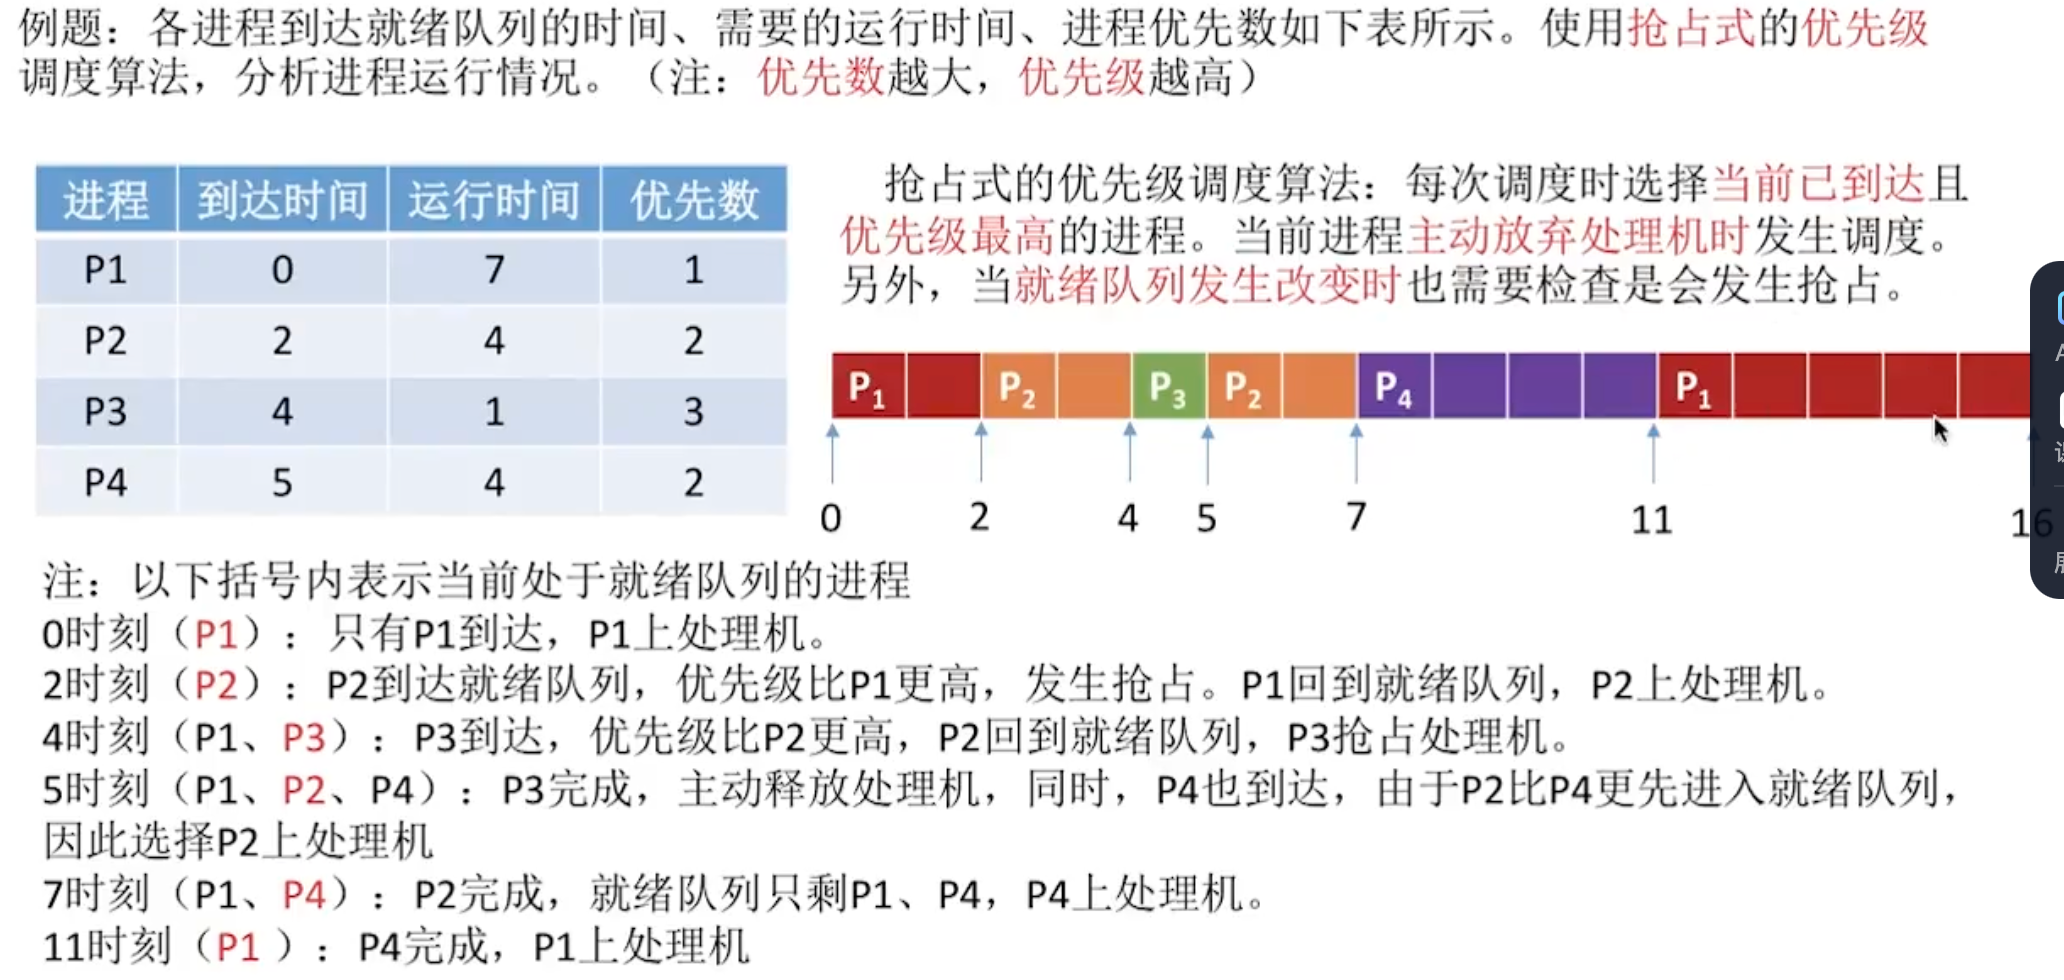 例题：各进程到达就绪队列的时间、需要的运行时间、进程优先数如下表所示。使用抢占式的优先级
调度算法，分析进程运行情况。（注：优先数越大，优先级越高）
进程 到达时间 运行时间 优先数
P1 0 7 1
P2 2 4 2
P3 4 1 3
P4 5 4 2
抢占式的优先级调度算法：每次调度时选择当前已到达且
优先级最高的进程。当前进程主动放弃处理机时发生调度。
另外，当就绪队列发生改变时也需要检查是会发生抢占。
P1 P2 P3 P2 P4 P1
0 2 4 5 7 11 16
注：以下括号内表示当前处于就绪队列的进程
0时刻（P1）：只有P1到达，P1上处理机。
2时刻（P2）：P2到达就绪队列，优先级比P1更高，发生抢占。P1回到就绪队列，P2上处理机。
4时刻（P1、P3）：P3到达，优先级比P2更高，P2回到就绪队列，P3抢占处理机。
5时刻（P1、P2、P4）：P3完成，主动释放处理机，同时，P4也到达，由于P2比P4更先进入就绪队列，
因此选择P2上处理机
7时刻（P1、P4）：P2完成，就绪队列只剩P1、P4，P4上处理机。
11时刻（P1 ）：P4完成，P1上处理机